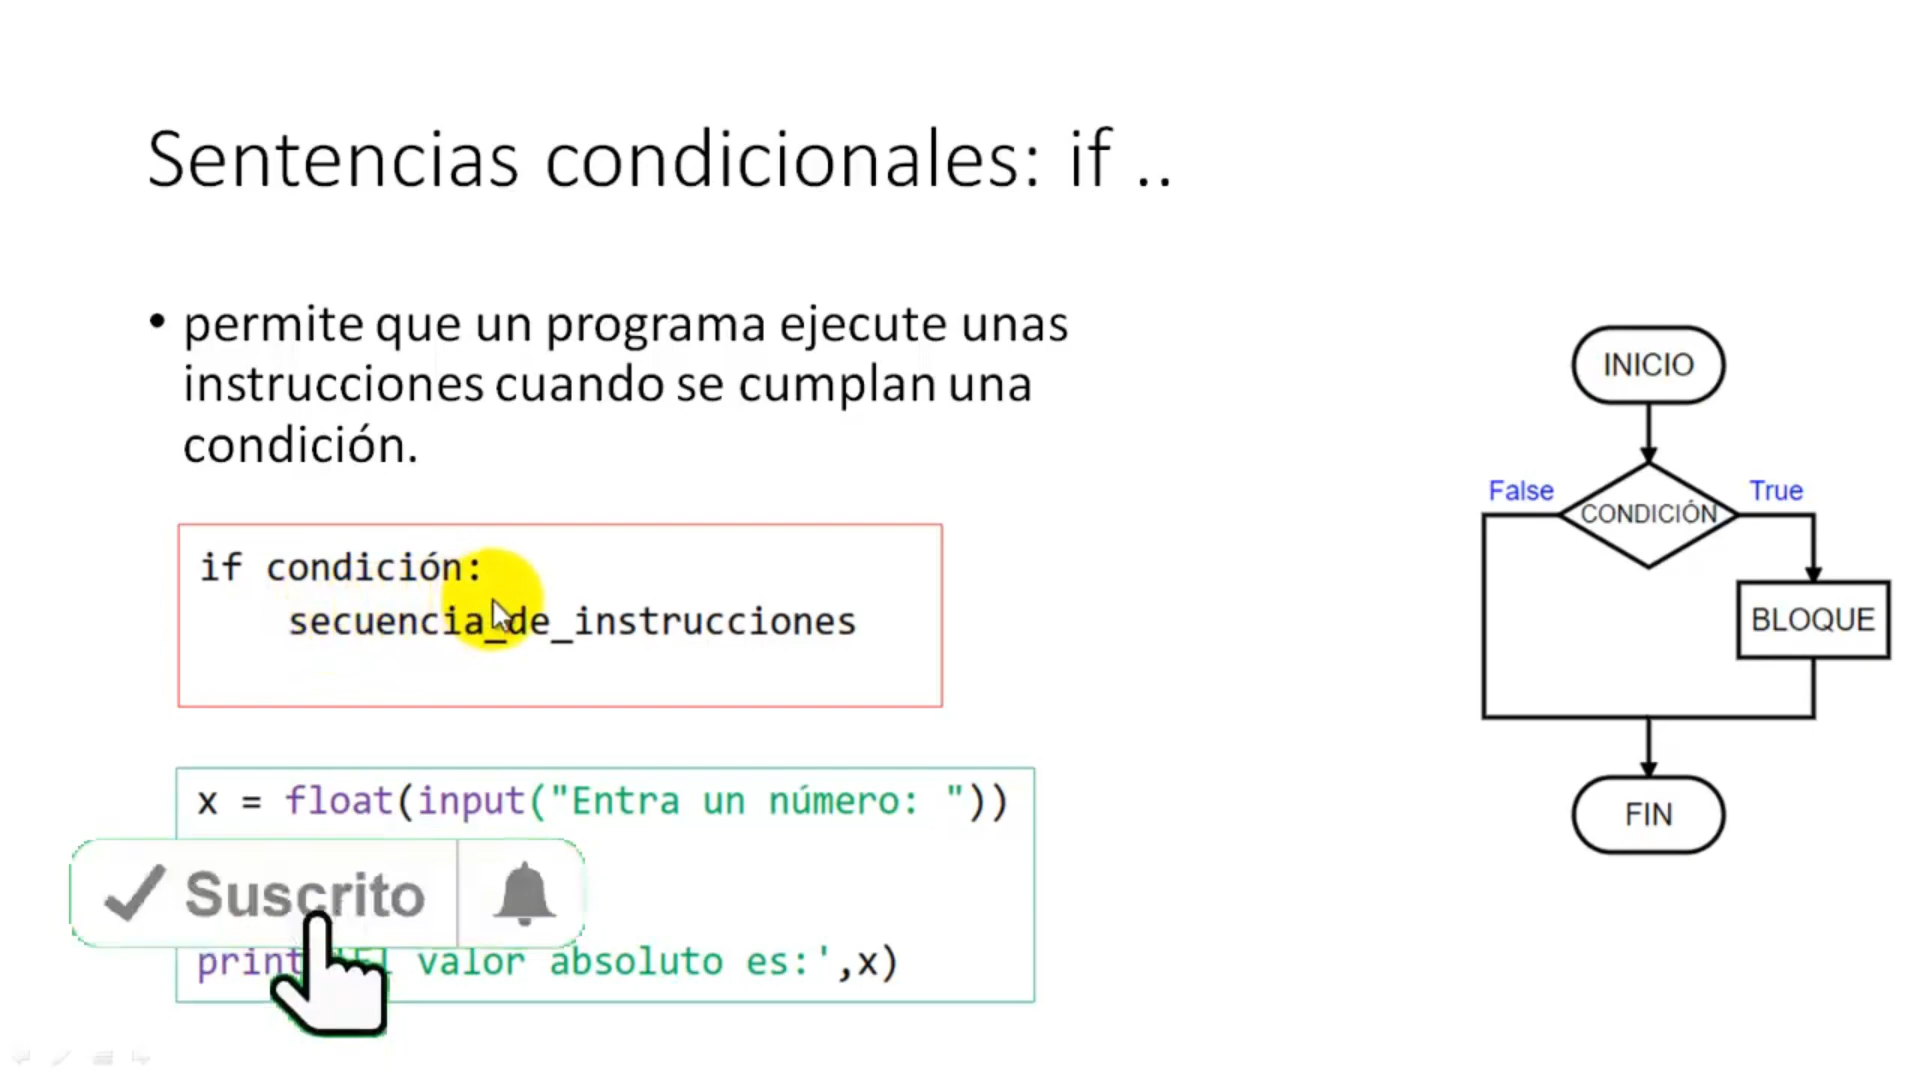 Sentencias condicionales: if ..
• permite que un programa ejecute unas
instrucciones cuando se cumplan una
condición.
if condición:
secuencia_de_instrucciones
x = float(input("Entra un número: "))
Suscrito
print valor absoluto es:',x)
INICIO
False
True
CONDICIÓN
BLOQUE
FIN